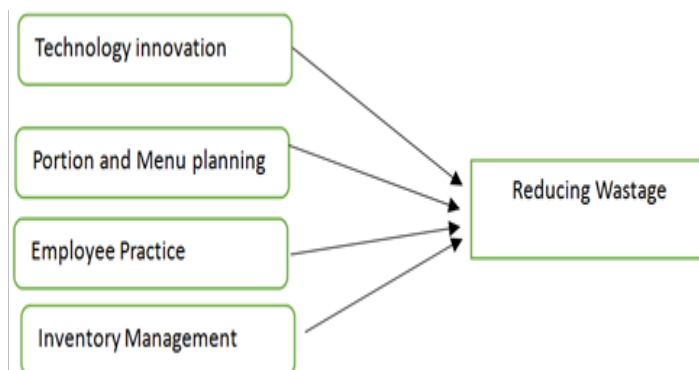 Technology innovation
Portion and Menu planning
Reducing Wastage
Employee Practice
Inventory Management